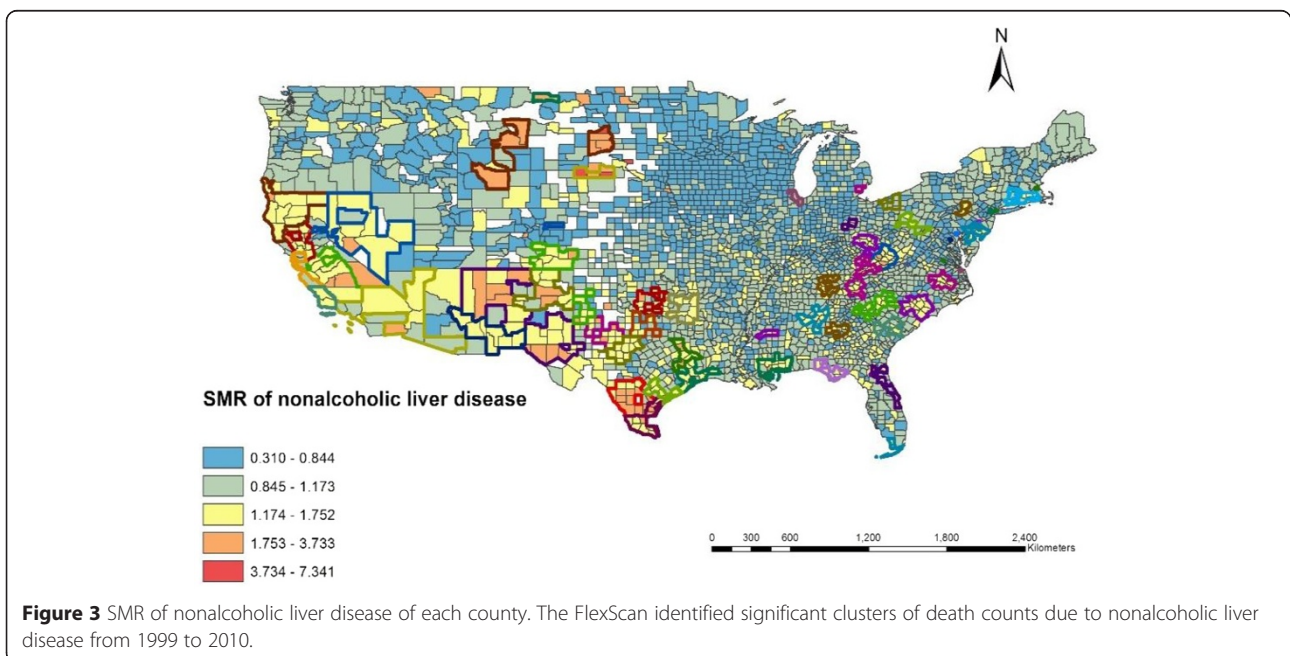 N
SMR of nonalcoholic liver disease
0.310 - 0.844
0.845 - 1.173
1.174 - 1.752
1.753 - 3.733
3.734 - 7.341
0 300 600 1,200 1,800 2,400
Kilometers
Figure 3 SMR of nonalcoholic liver disease of each county. The FlexScan identified significant clusters of death counts due to nonalcoholic liver
disease from 1999 to 2010.